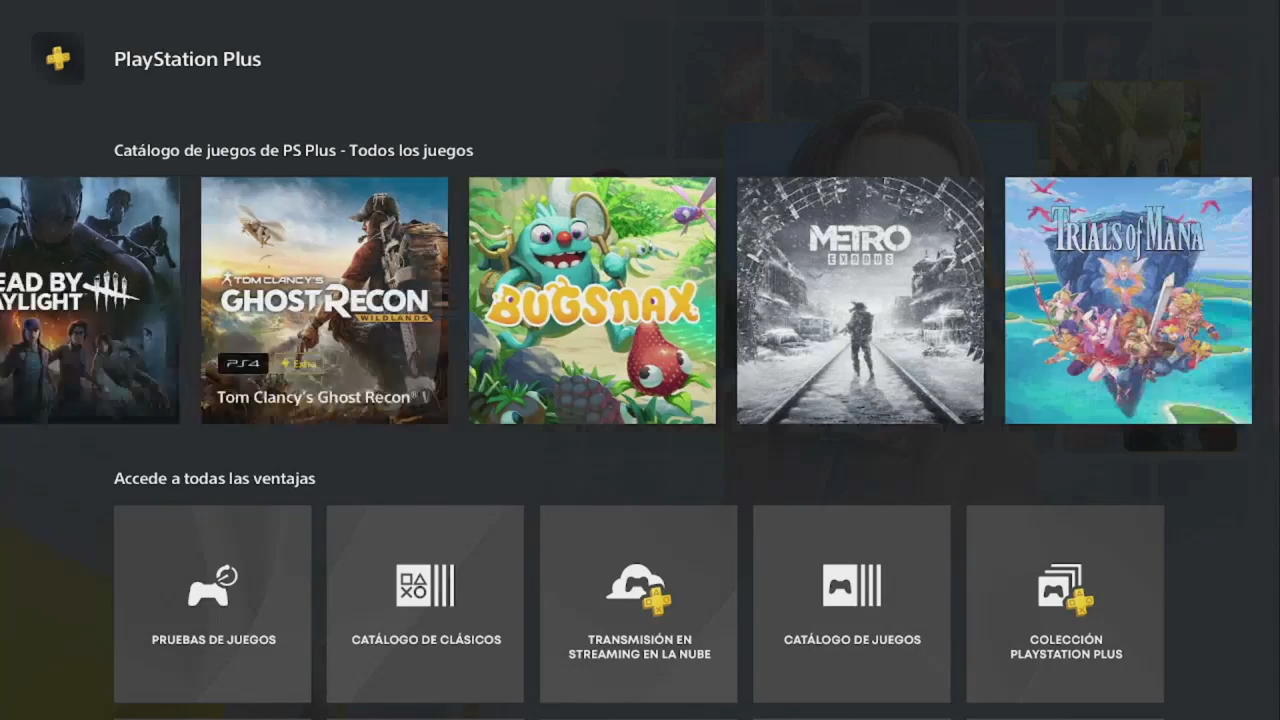 PlayStation Plus
Catálogo de juegos de PS Plus - Todos los juegos
EAD BY
AYLIGHT
TOM CLANCY'S
GHOST RECON
WILDLANDS
PS4
Extra
Tom Clancy's Ghost Recon® W
BUGSNAX
METRO
EXODUS
TRIALS of MANA
Accede a todas las ventajas
PRUEBAS DE JUEGOS
CATÁLOGO DE CLÁSICOS
TRANSMISIÓN EN
STREAMING EN LA NUBE
CATÁLOGO DE JUEGOS
COLECCIÓN
PLAYSTATION PLUS